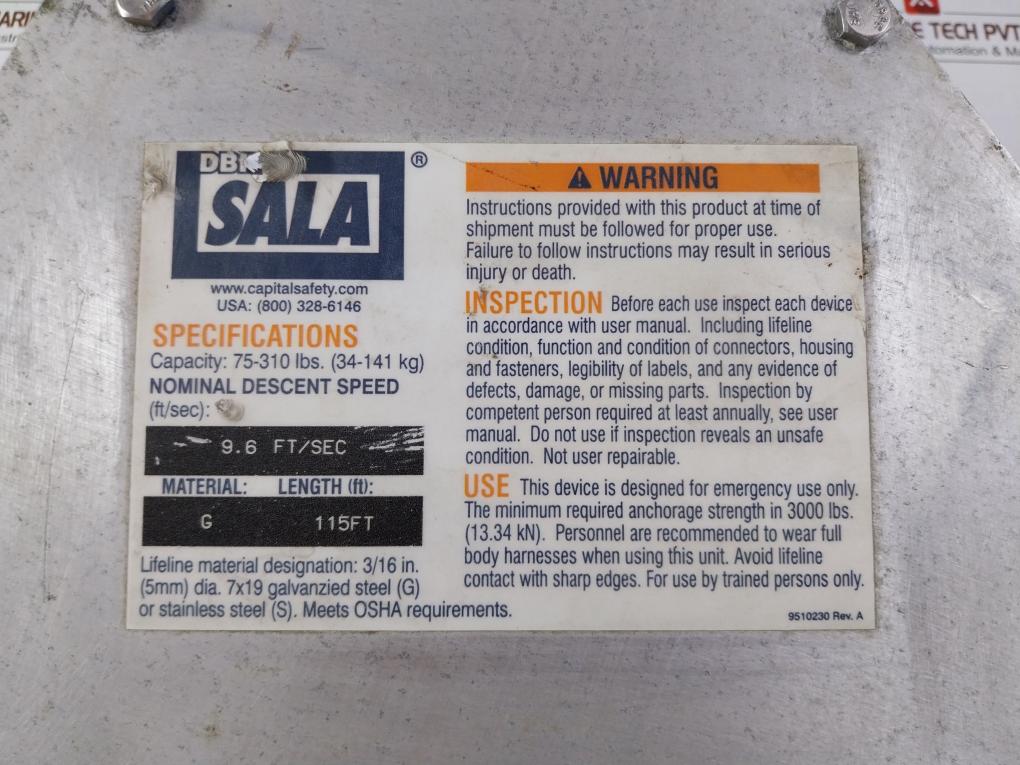 SALA
®
www.capitalsafety.com
USA: (800) 328-6146
SPECIFICATIONS
Capacity: 75-310 lbs. (34-141 kg)
NOMINAL DESCENT SPEED
(ft/sec):
9.6 FT/SEC
MATERIAL: LENGTH (ft):
G 115FT
Lifeline material designation: 3/16 in.
(5mm) dia. 7x19 galvanzied steel (G)
or stainless steel (S). Meets OSHA requirements.
WARNING
Instructions provided with this product at time of
shipment must be followed for proper use.
Failure to follow instructions may result in serious
injury or death.
INSPECTION Before each use inspect each device
in accordance with user manual. Including lifeline
condition, function and condition of connectors, housing
and fasteners, legibility of labels, and any evidence of
defects, damage, or missing parts. Inspection by
competent person required at least annually, see user
manual. Do not use if inspection reveals an unsafe
condition. Not user repairable.
USE This device is designed for emergency use only.
The minimum required anchorage strength in 3000 lbs.
(13.34 kN). Personnel are recommended to wear full
body harnesses when using this unit. Avoid lifeline
contact with sharp edges. For use by trained persons only.
9510230 Rev. A
TECH PVT